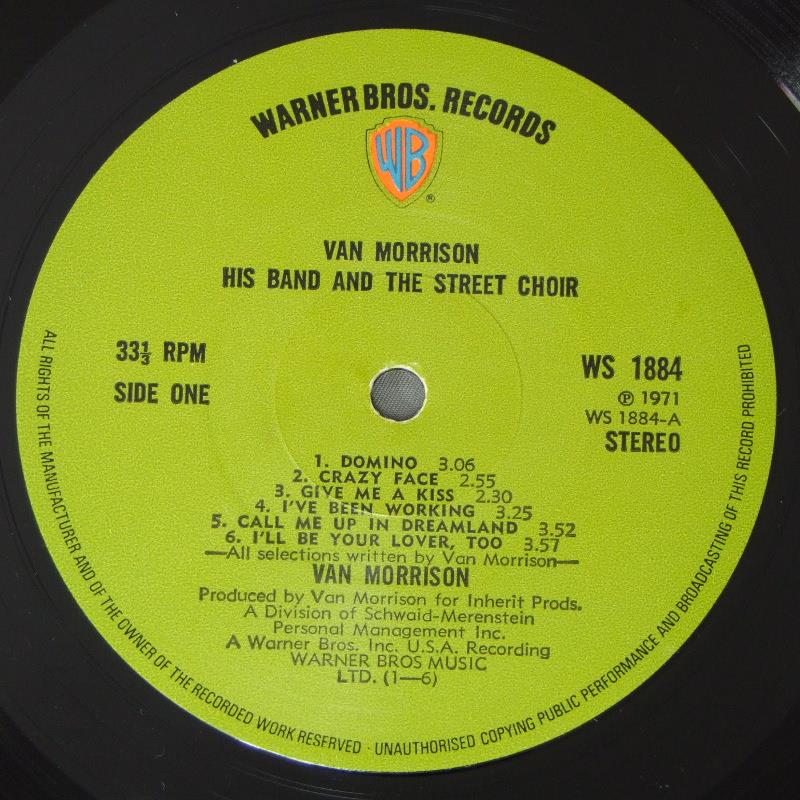 WARNER BROS. RECORDS
WB
®
VAN MORRISON
HIS BAND AND THE STREET CHOIR
33⅓ RPM
SIDE ONE
WS 1884
℗ 1971
WS 1884-A
STEREO
1. DOMINO 3.06
2. CRAZY FACE 2.55
3. GIVE ME A KISS 2.30
4. I'VE BEEN WORKING 3.25
5. CALL ME UP IN DREAMLAND 3.52
6. I'LL BE YOUR LOVER, TOO 3.57
—All selections written by Van Morrison—
VAN MORRISON
Produced by Van Morrison for Inherit Prods.
A Division of Schwaid-Merenstein
Personal Management Inc.
A Warner Bros. Inc. U.S.A. Recording
WARNER BROS MUSIC
LTD. (1—6)
ALL RIGHTS OF THE MANUFACTURER AND OF THE OWNER OF THE RECORDED WORK RESERVED · UNAUTHORISED COPYING PUBLIC PERFORMANCE AND BROADCASTING OF THIS RECORD PROHIBITED